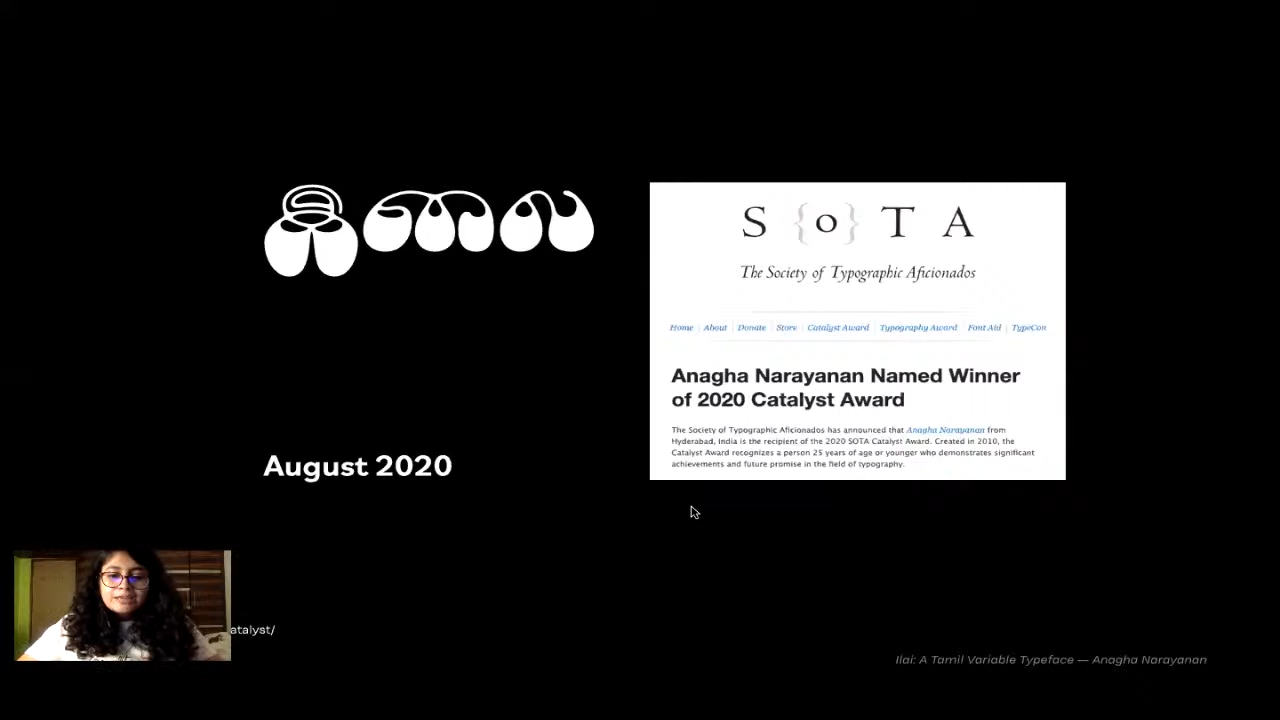 August 2020
S {o} T A
The Society of Typographic Aficionados
Home About Donate Store Catalyst Award Typography Award Font Aid TypeCon
Anagha Narayanan Named Winner
of 2020 Catalyst Award
The Society of Typographic Aficionados has announced that Anagha Narayanan from
Hyderabad, India is the recipient of the 2020 SOTA Catalyst Award. Created in 2010, the
Catalyst Award recognizes a person 25 years of age or younger who demonstrates significant
achievements and future promise in the field of typography.
atalyst/
Ilai: A Tamil Variable Typeface — Anagha Narayanan